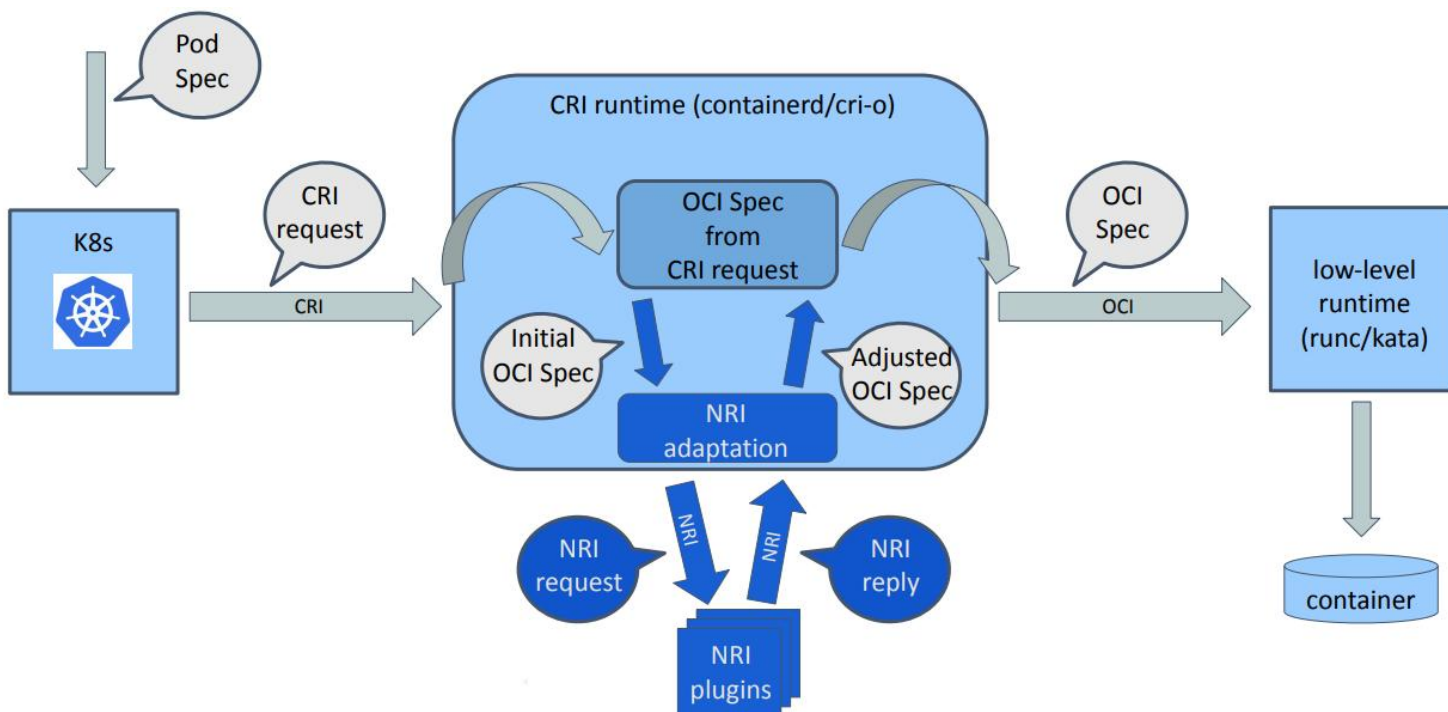 Pod
Spec
CRI runtime (containerd/cri-o)
K8s
CRI
request
CRI
OCI Spec
from
CRI request
OCI
Spec
OCI
low-level
runtime
(runc/kata)
Initial
OCI Spec
Adjusted
OCI Spec
NRI
adaptation
NRI
request
NRI
NRI
NRI
reply
NRI
plugins
container